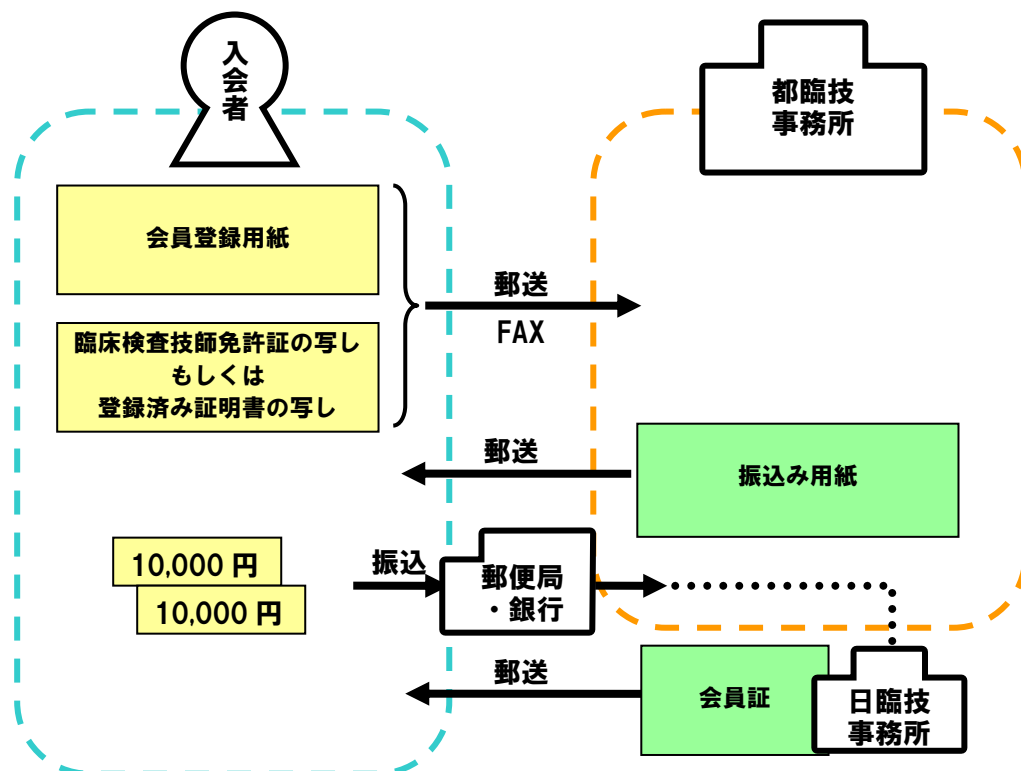 入会者
都臨技
事務所
会員登録用紙
郵送
FAX
臨床検査技師免許証の写し
もしくは
登録済み証明書の写し
郵送
振込み用紙
10,000 円
10,000 円
振込
郵便局
・銀行
郵送
会員証
日臨技
事務所